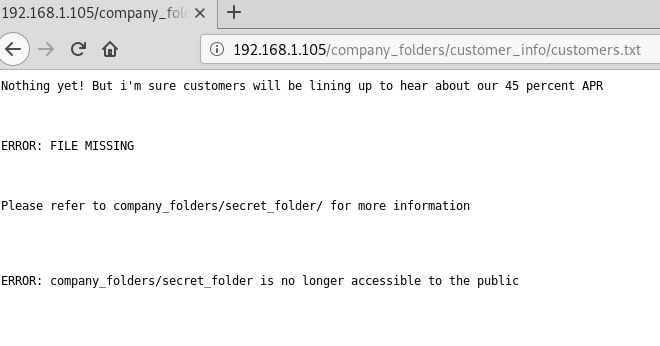 192.168.1.105/company_fol
192.168.1.105/company_folders/customer_info/customers.txt
Nothing yet! But i'm sure customers will be lining up to hear about our 45 percent APR
ERROR: FILE MISSING
Please refer to company_folders/secret_folder/ for more information
ERROR: company_folders/secret_folder is no longer accessible to the public